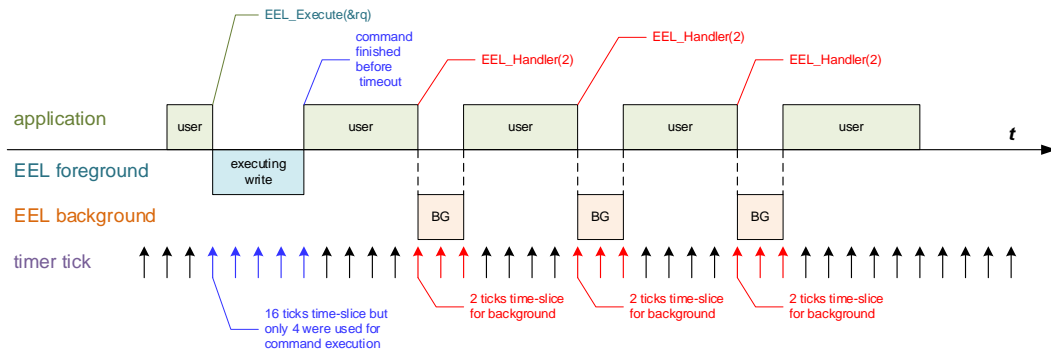 EEL_Execute(&rq)
command
finished
before
timeout
EEL_Handler(2)
EEL_Handler(2)
EEL_Handler(2)
application
user
user
user
user
user
t
EEL foreground
executing
write
EEL background
BG
BG
BG
timer tick
16 ticks time-slice but
only 4 were used for
command execution
2 ticks time-slice
for background
2 ticks time-slice
for background
2 ticks time-slice
for background